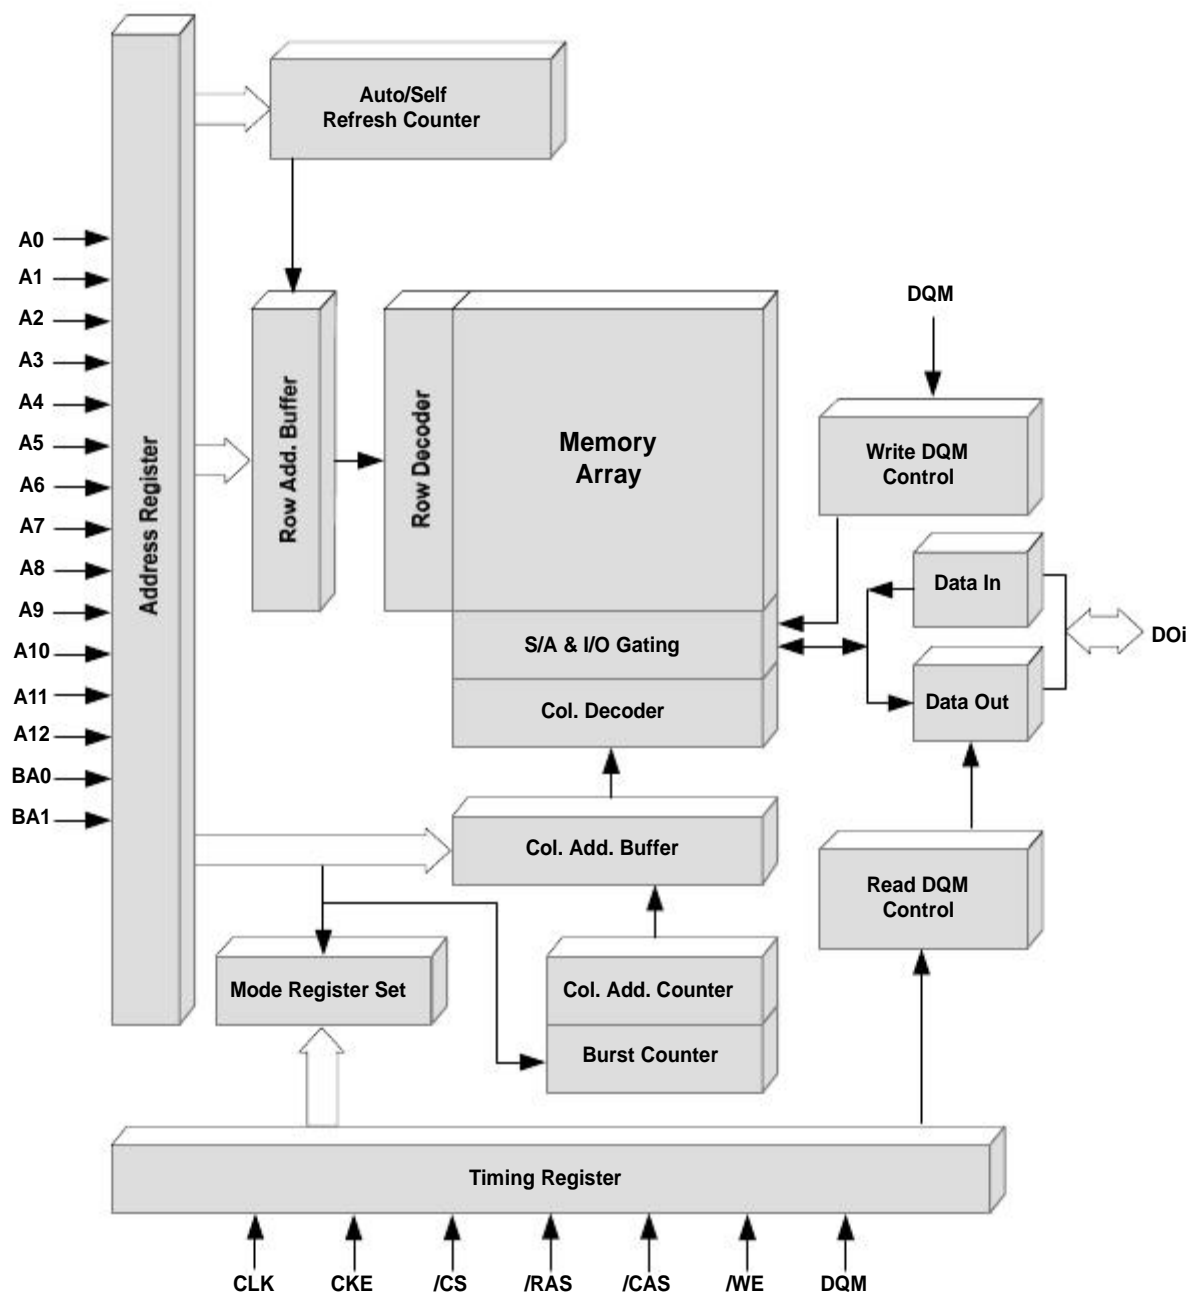 Auto/Self
Refresh Counter
A0
A1
A2
A3
A4
A5
A6
A7
A8
A9
A10
A11
A12
BA0
BA1
Address Register
Row Add. Buffer
Row Decoder
Memory
Array
S/A & I/O Gating
Col. Decoder
DQM
Write DQM
Control
Data In
Data Out
DOi
Col. Add. Buffer
Read DQM
Control
Mode Register Set
Col. Add. Counter
Burst Counter
Timing Register
CLK
CKE
/CS
/RAS
/CAS
/WE
DQM